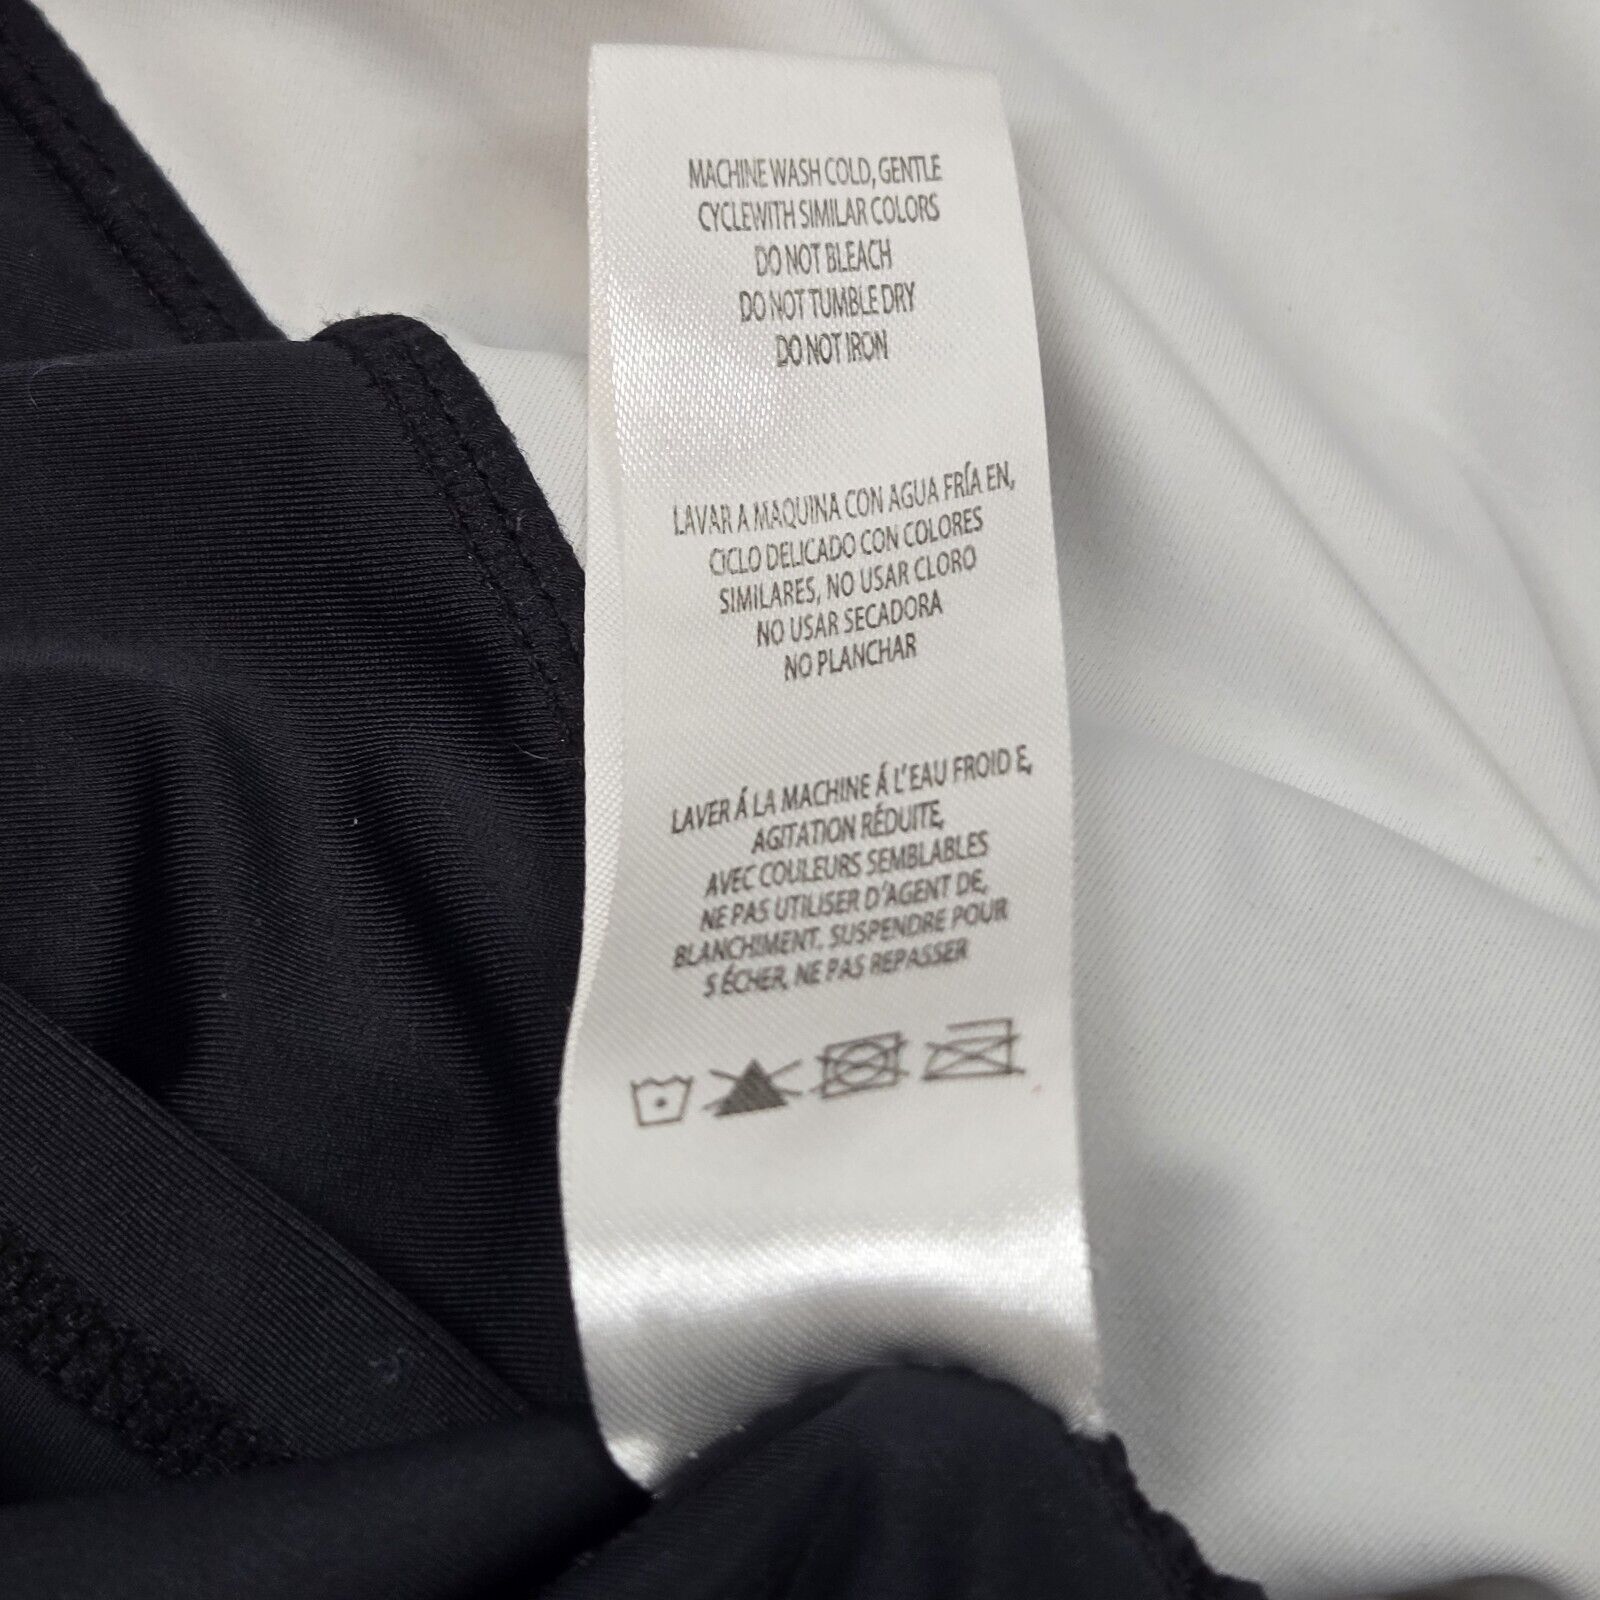 MACHINE WASH COLD, GENTLE
CYCLEWITH SIMILAR COLORS
DO NOT BLEACH
DO NOT TUMBLE DRY
DO NOT IRON
LAVAR A MAQUINA CON AGUA FRÍA EN,
CICLO DELICADO CON COLORES
SIMILARES, NO USAR CLORO
NO USAR SECADORA
NO PLANCHAR
LAVER Á LA MACHINE Á L'EAU FROID E,
AGITATION RÉDUITE,
AVEC COULEURS SEMBLABLES
NE PAS UTILISER D'AGENT DE,
BLANCHIMENT. SUSPENDRE POUR
S ÉCHER, NE PAS REPASSER